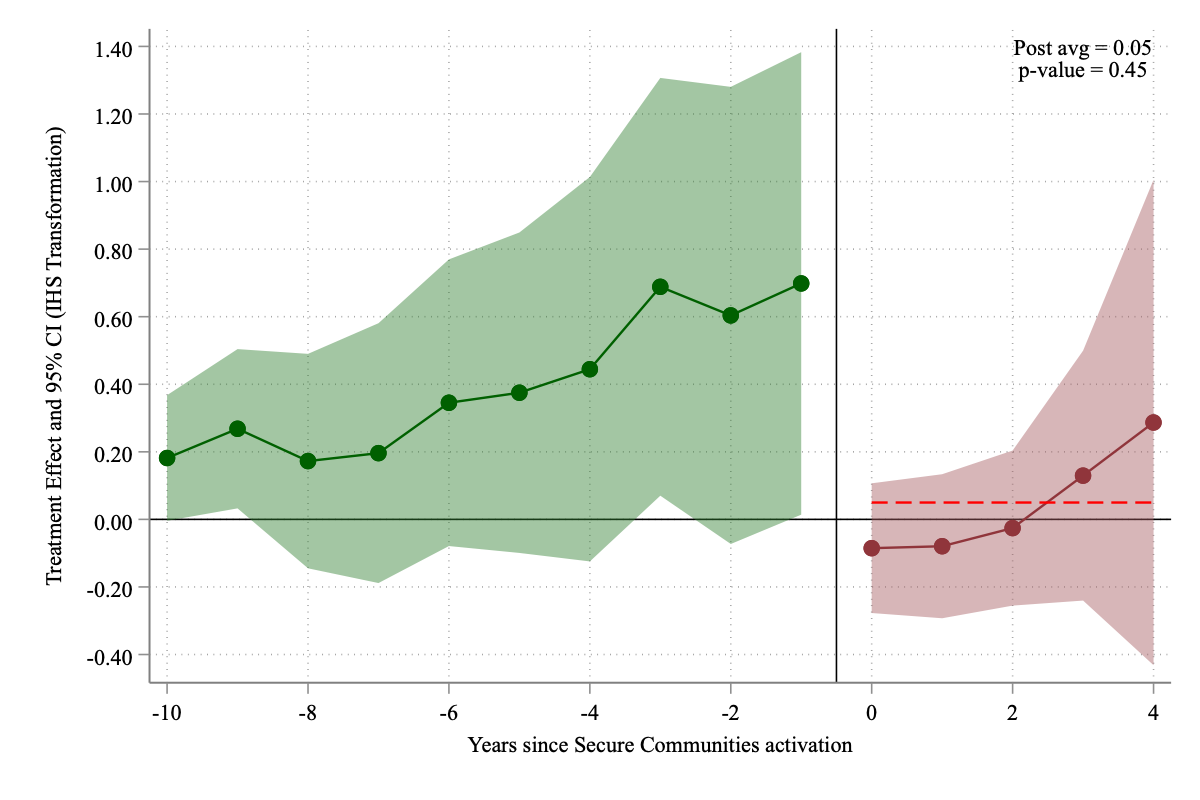 Post avg = 0.05
p-value = 0.45
Treatment Effect and 95% CI (IHS Transformation)
1.40
1.20
1.00
0.80
0.60
0.40
0.20
0.00
-0.20
-0.40
-10 -8 -6 -4 -2 0 2 4
Years since Secure Communities activation